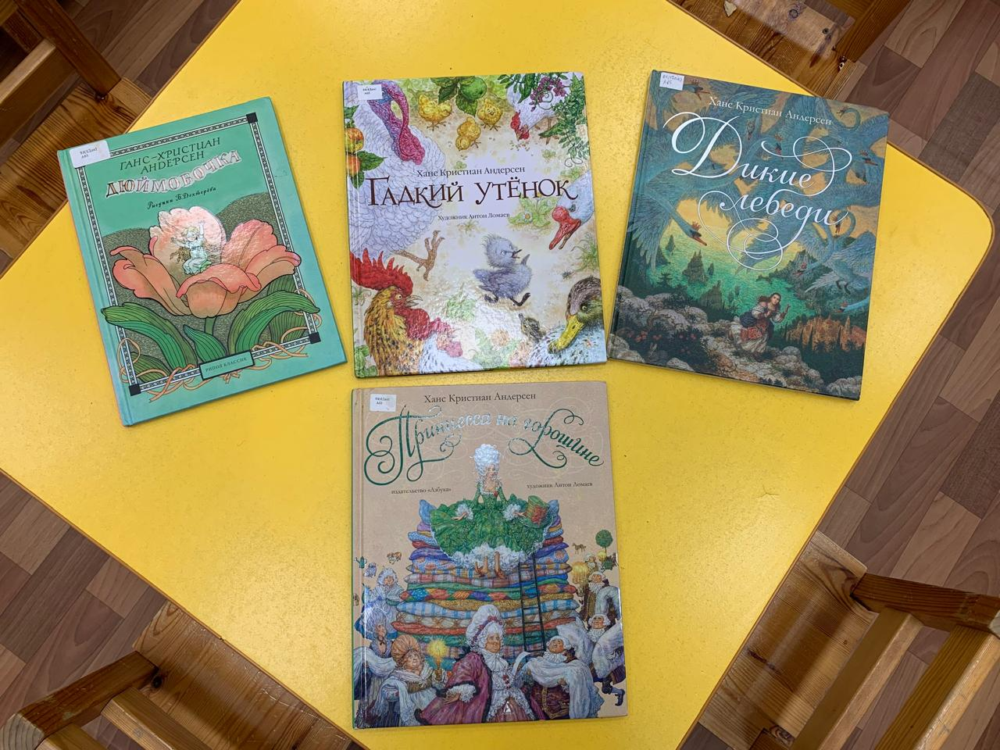 ГАНС-ХРИСТИАН
АНДЕРСЕН
ДЮЙМОВОЧКА
Рисунки Б. Дехтерёва
РИПОЛ КЛАССИК
Ханс Кристиан Андерсен
Гадкий утёнок
Художник Антон Ломаев
Ханс Кристиан Андерсен
Дикие
лебеди
Ханс Кристиан Андерсен
Принцесса на горошине
издательство «Азбука»
художник Антон Ломаев